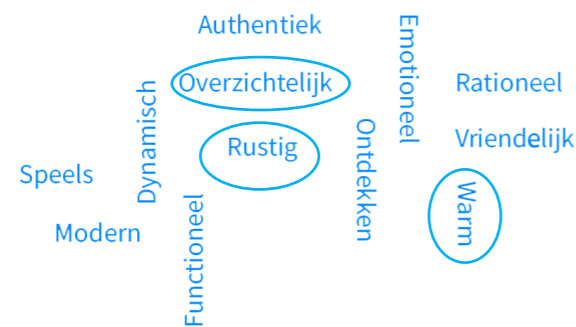 Authentiek
Emotioneel
Overzichtelijk
Rationeel
Dynamisch
Rustig
Ontdekken
Vriendelijk
Speels
Warm
Modern
Functioneel